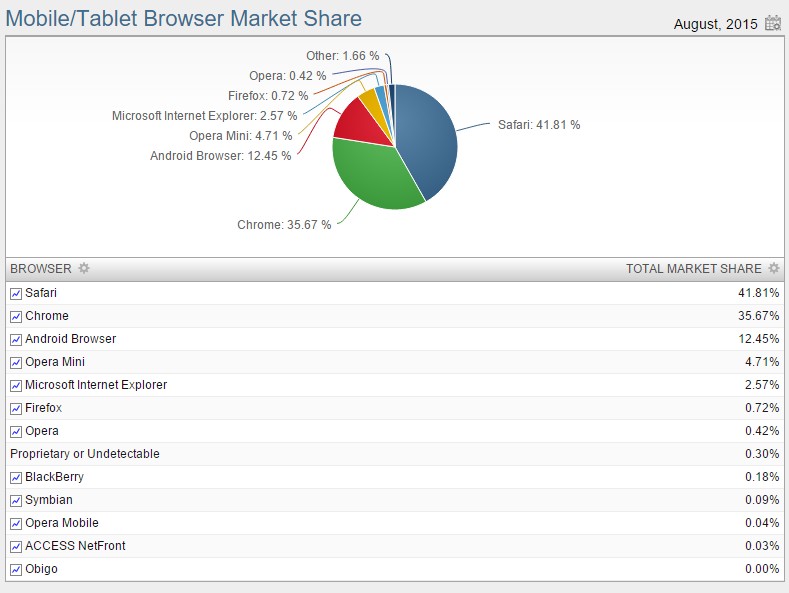 Mobile/Tablet Browser Market Share
August, 2015
Other: 1.66 %
Opera: 0.42 %
Firefox: 0.72 %
Microsoft Internet Explorer: 2.57 %
Opera Mini: 4.71 %
Android Browser: 12.45 %
Safari: 41.81 %
Chrome: 35.67 %
BROWSER TOTAL MARKET SHARE
Safari 41.81%
Chrome 35.67%
Android Browser 12.45%
Opera Mini 4.71%
Microsoft Internet Explorer 2.57%
Firefox 0.72%
Opera 0.42%
Proprietary or Undetectable 0.30%
BlackBerry 0.18%
Symbian 0.09%
Opera Mobile 0.04%
ACCESS NetFront 0.03%
Obigo 0.00%